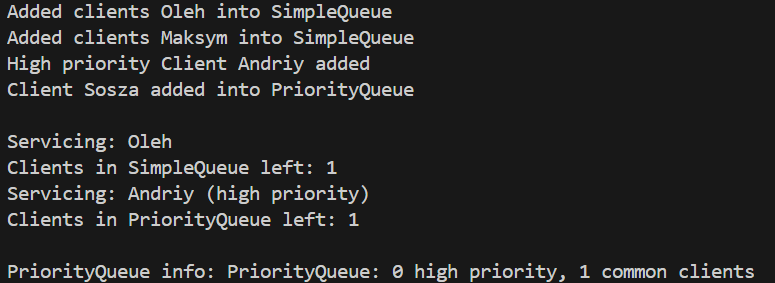 Added clients Oleh into SimpleQueue
Added clients Maksym into SimpleQueue
High priority Client Andriy added
Client Sosza added into PriorityQueue
Servicing: Oleh
Clients in SimpleQueue left: 1
Servicing: Andriy (high priority)
Clients in PriorityQueue left: 1
PriorityQueue info: PriorityQueue: 0 high priority, 1 common clients